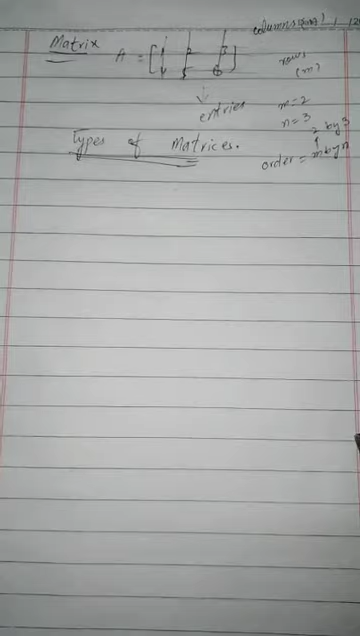 columns(n)
Matrix A = [1 2 3
4 5 6]
rows
(m)
entries
m=2
n=3
2 by 3
Types of Matrices.
order = m by n